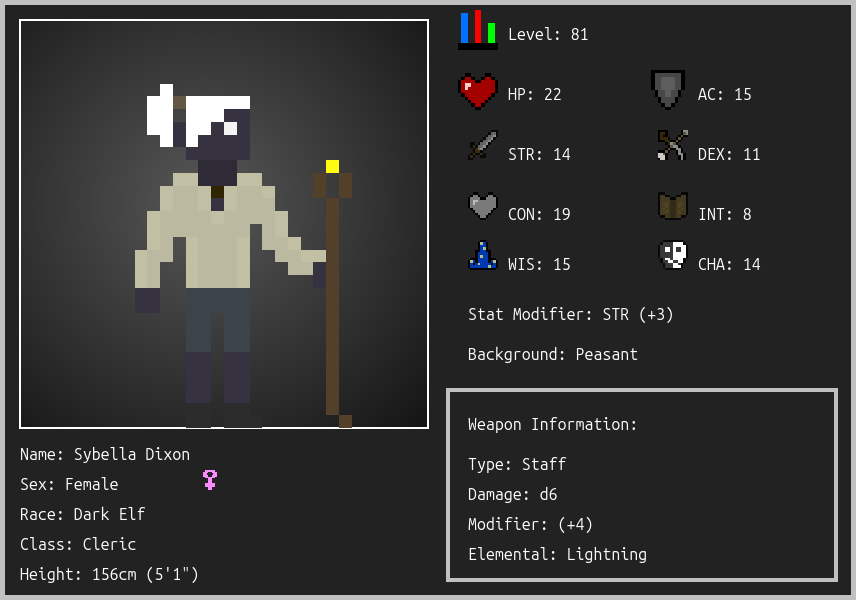 Level: 81
HP: 22
AC: 15
STR: 14
DEX: 11
CON: 19
INT: 8
WIS: 15
CHA: 14
Stat Modifier: STR (+3)
Background: Peasant
Weapon Information:
Type: Staff
Damage: d6
Modifier: (+4)
Elemental: Lightning
Name: Sybella Dixon
Sex: Female
Race: Dark Elf
Class: Cleric
Height: 156cm (5'1")